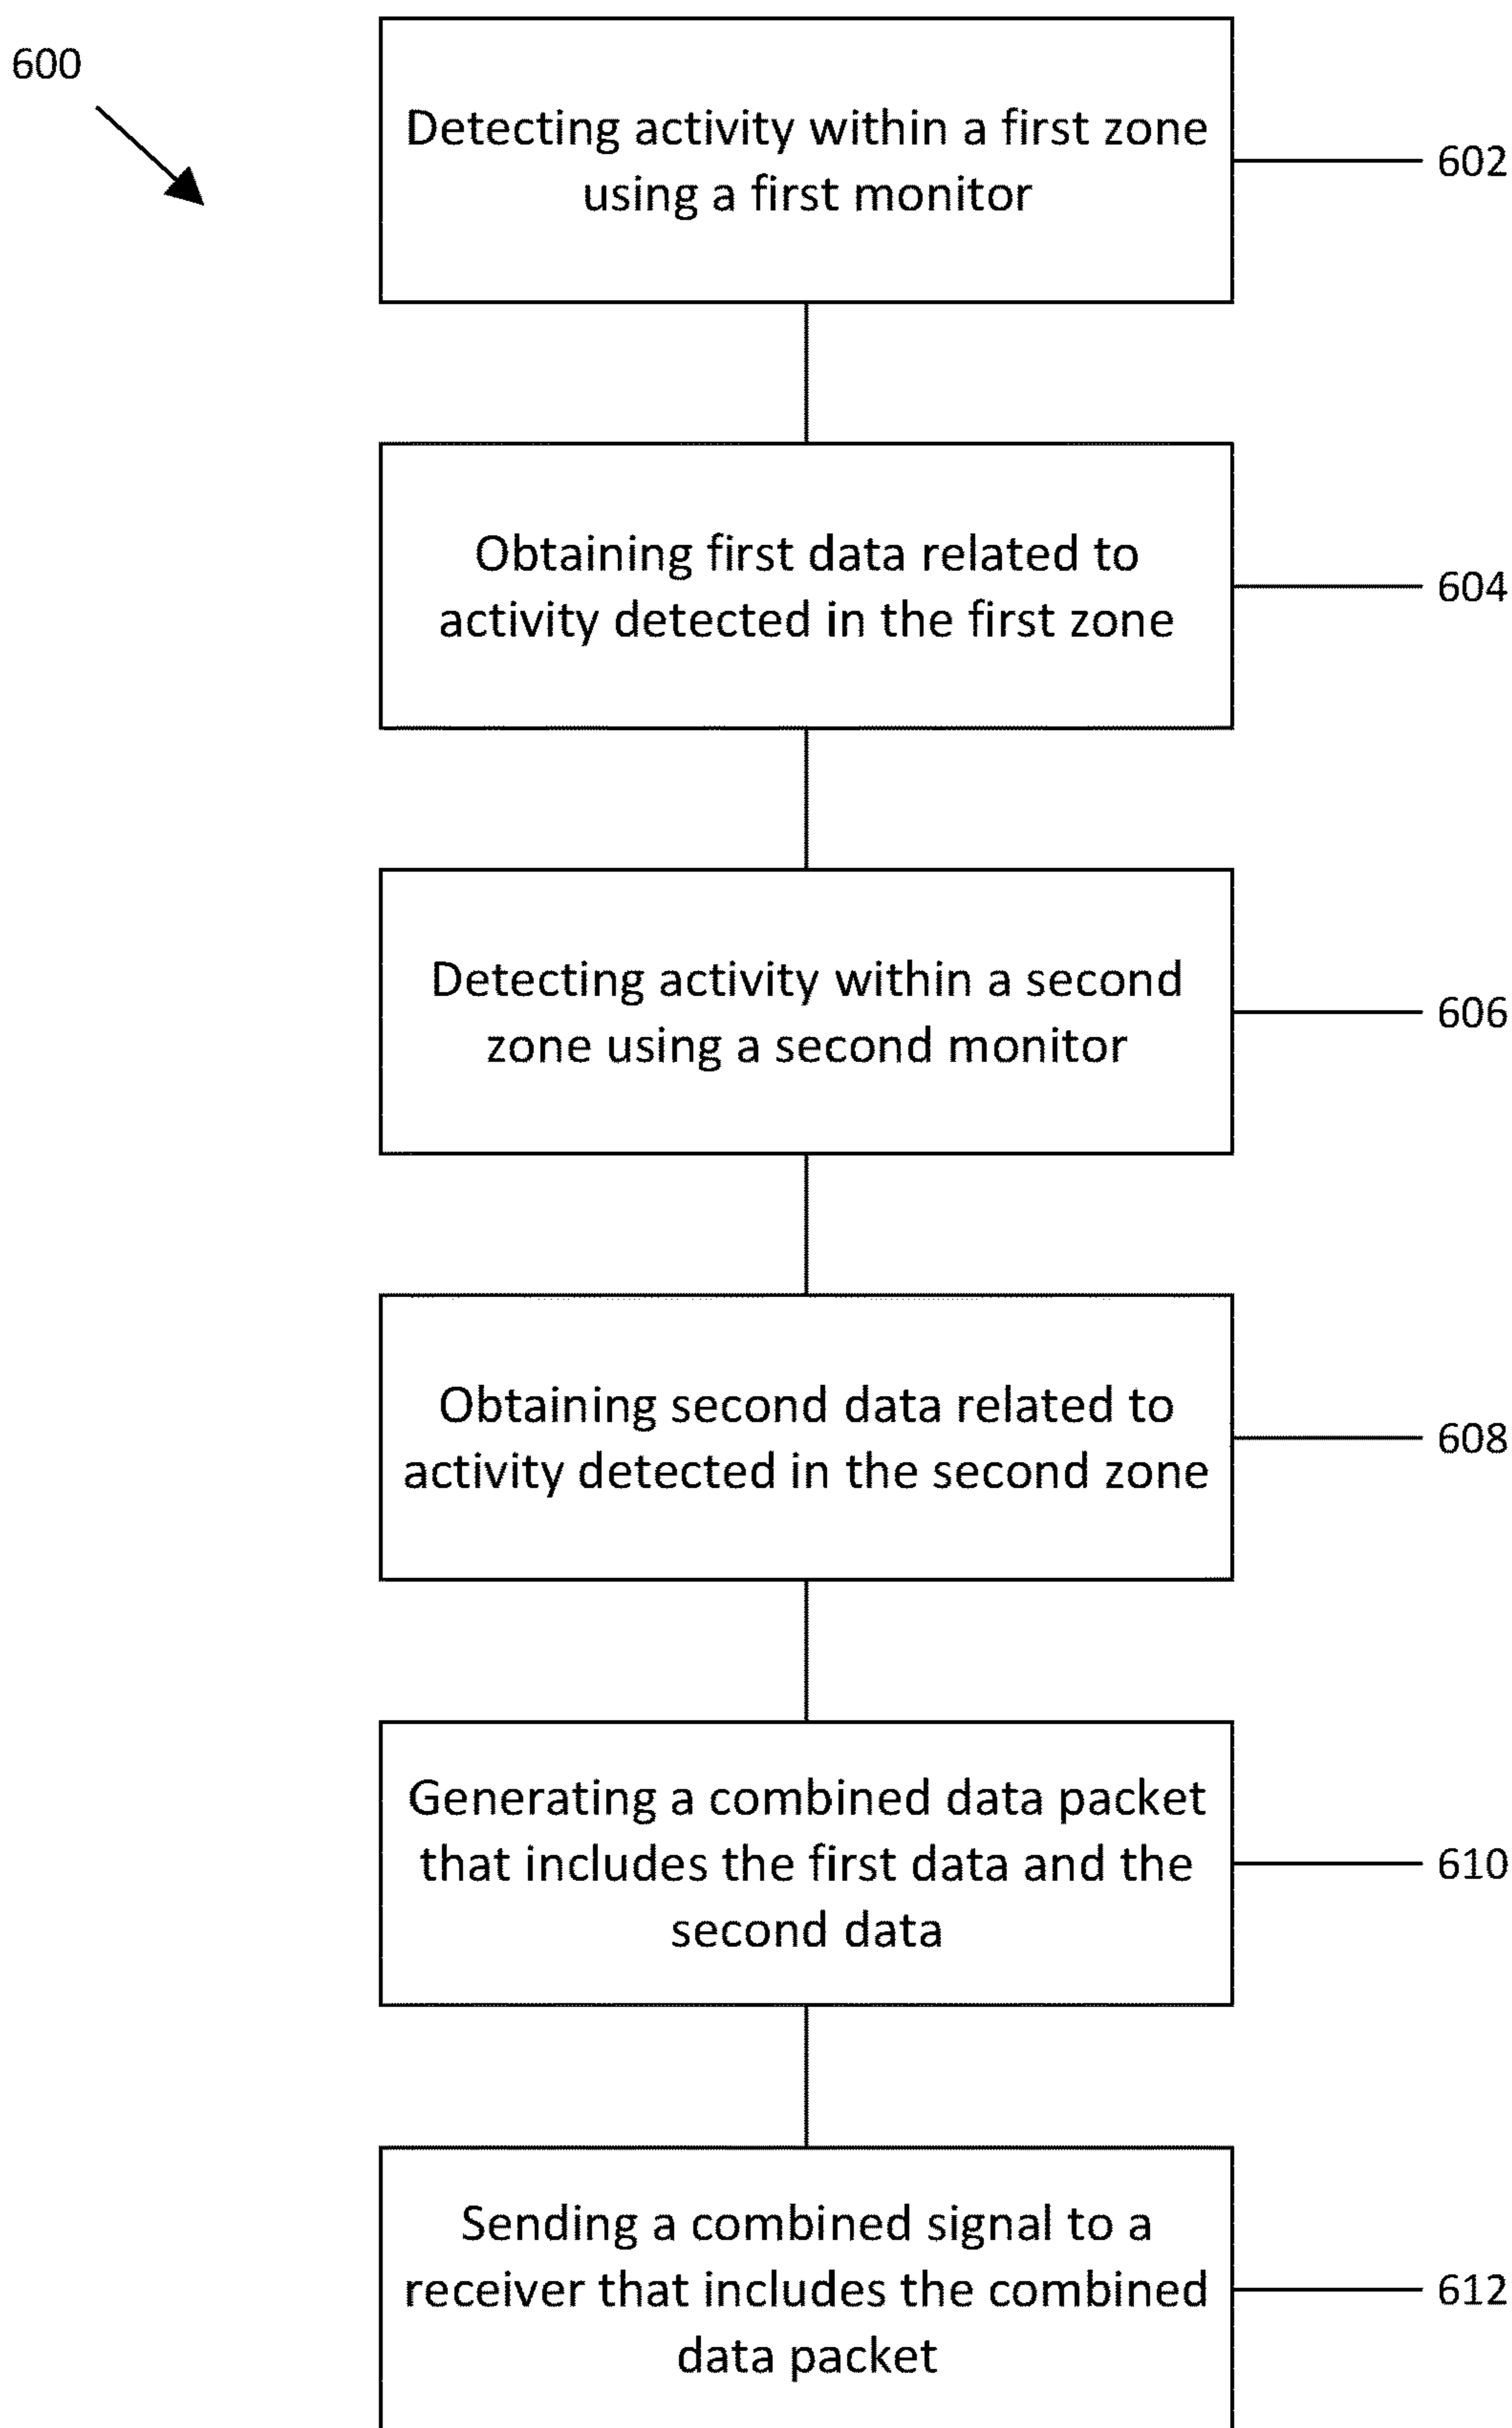 600
Detecting activity within a first zone
using a first monitor
602
Obtaining first data related to
activity detected in the first zone
604
Detecting activity within a second
zone using a second monitor
606
Obtaining second data related to
activity detected in the second zone
608
Generating a combined data packet
that includes the first data and the
second data
610
Sending a combined signal to a
receiver that includes the combined
data packet
612